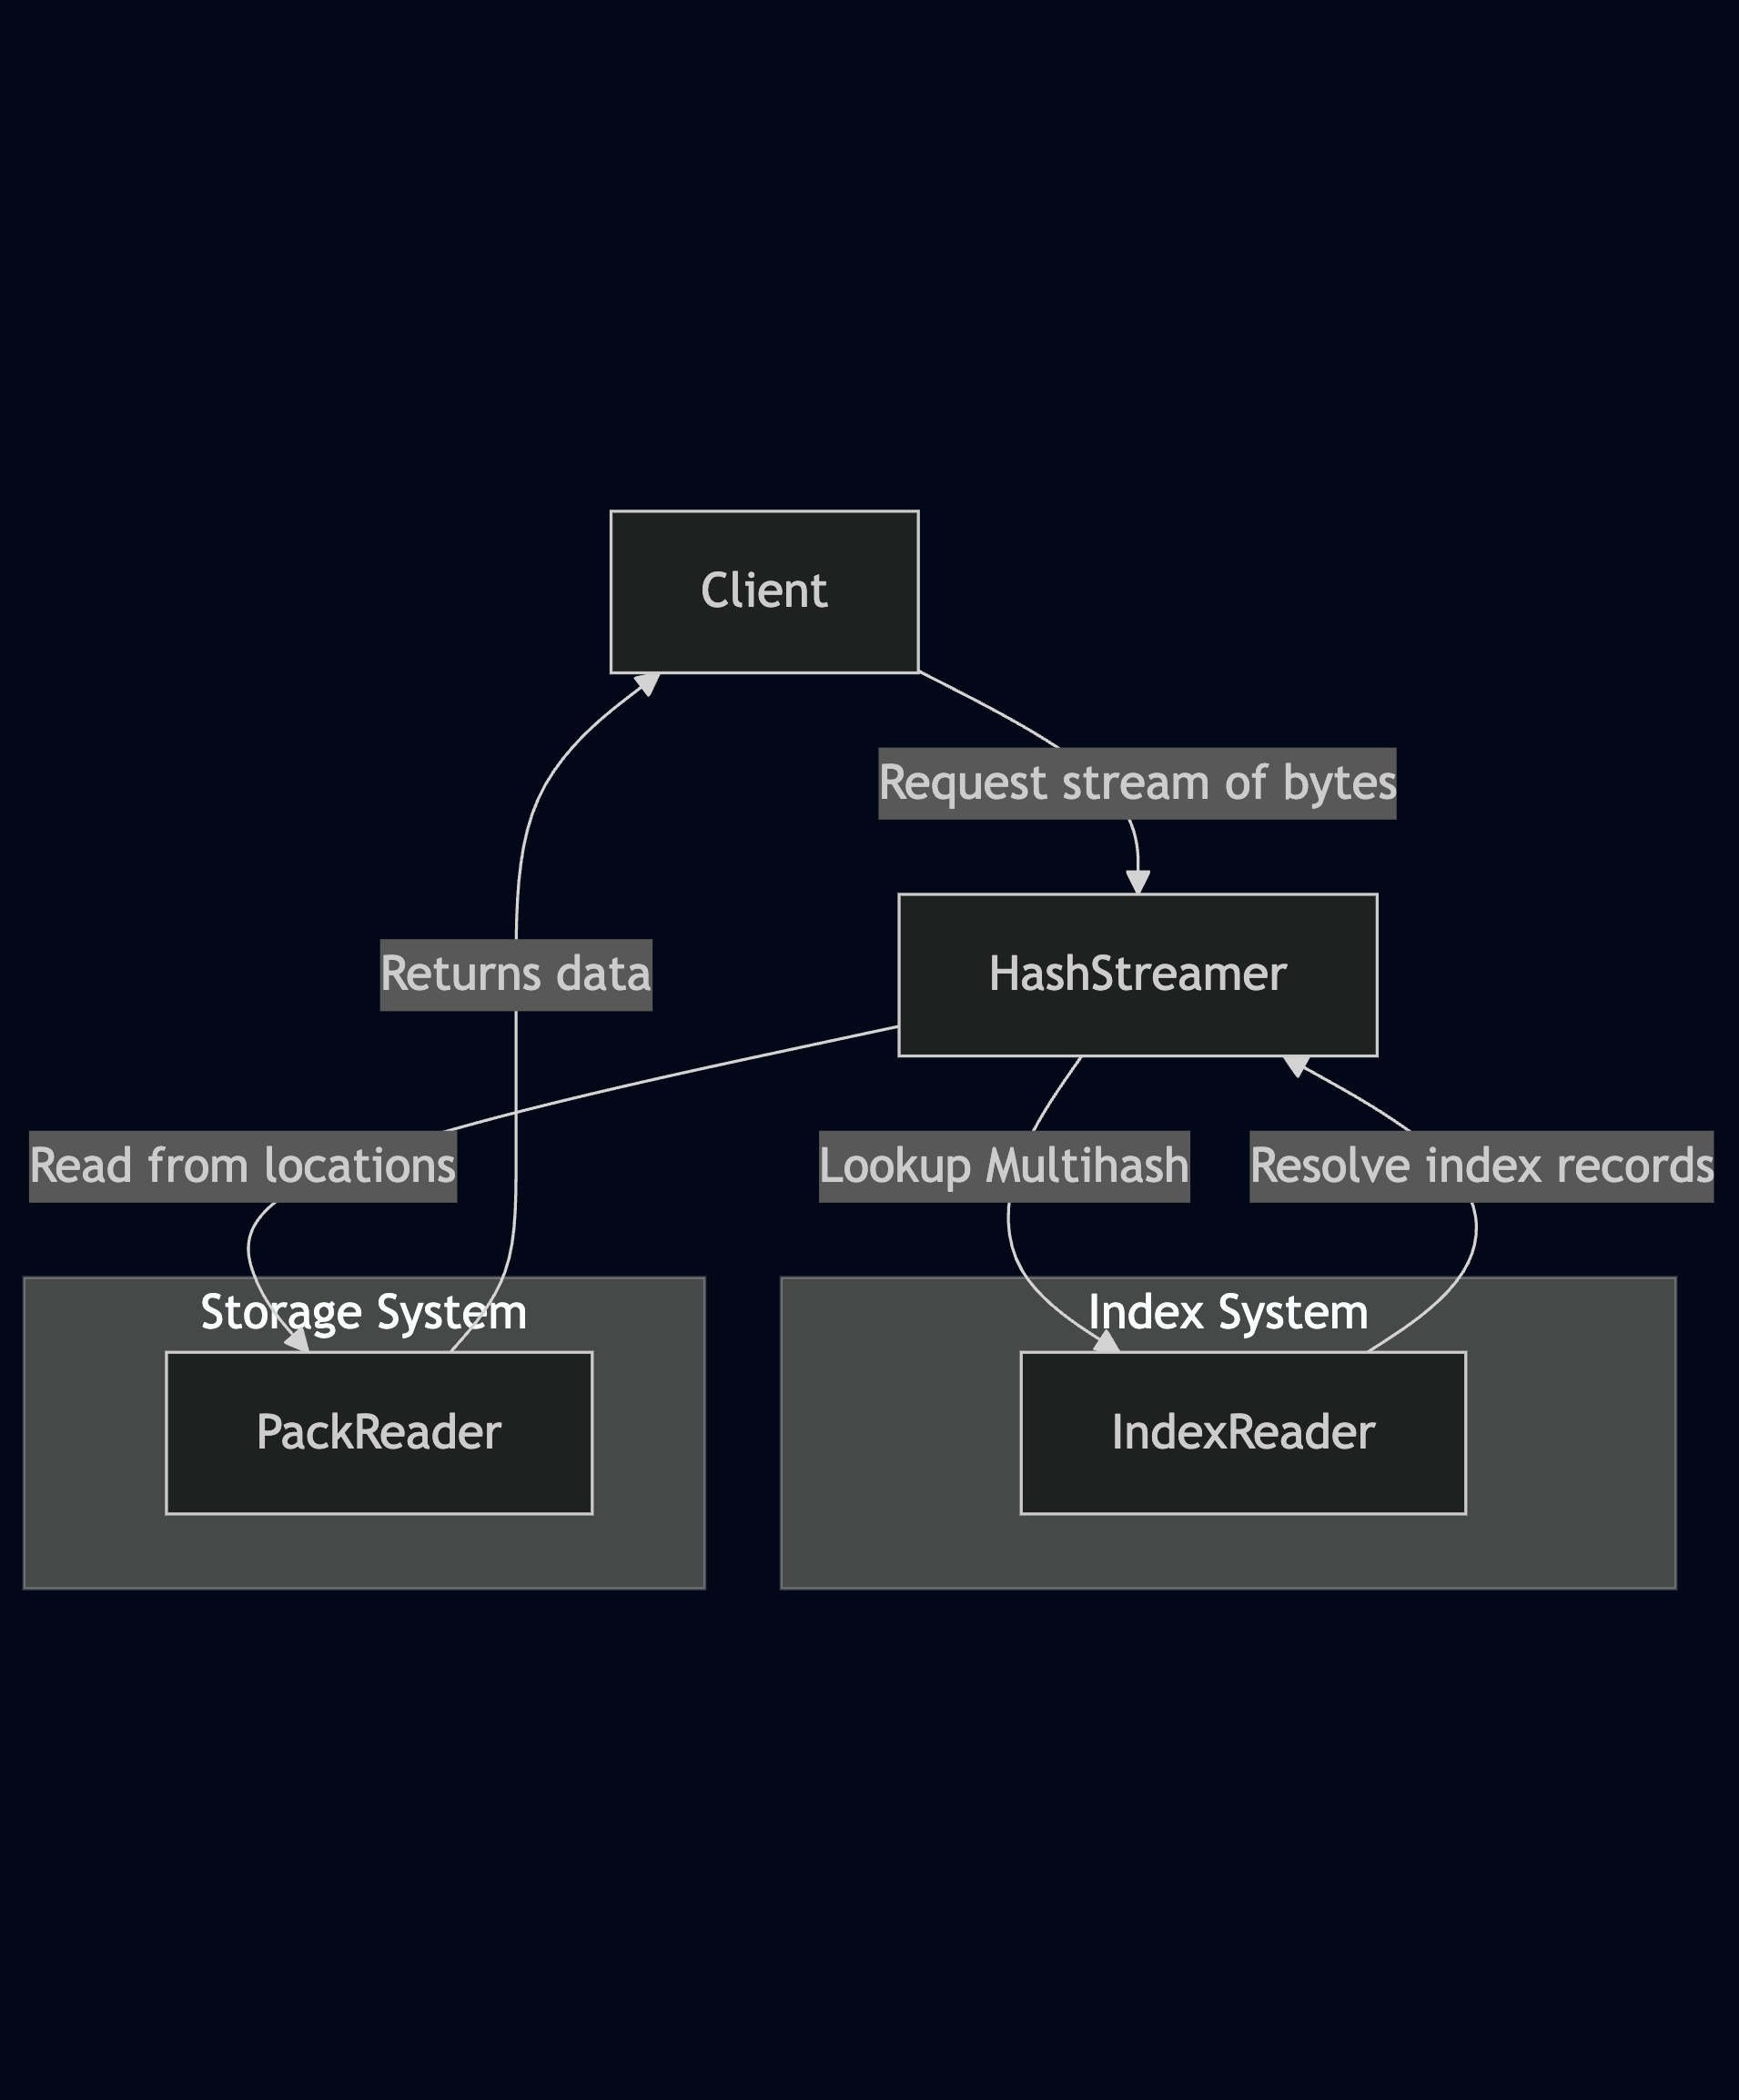 Client
Request stream of bytes
Returns data
HashStreamer
Read from locations
Lookup Multihash
Resolve index records
Storage System
Index System
PackReader
IndexReader